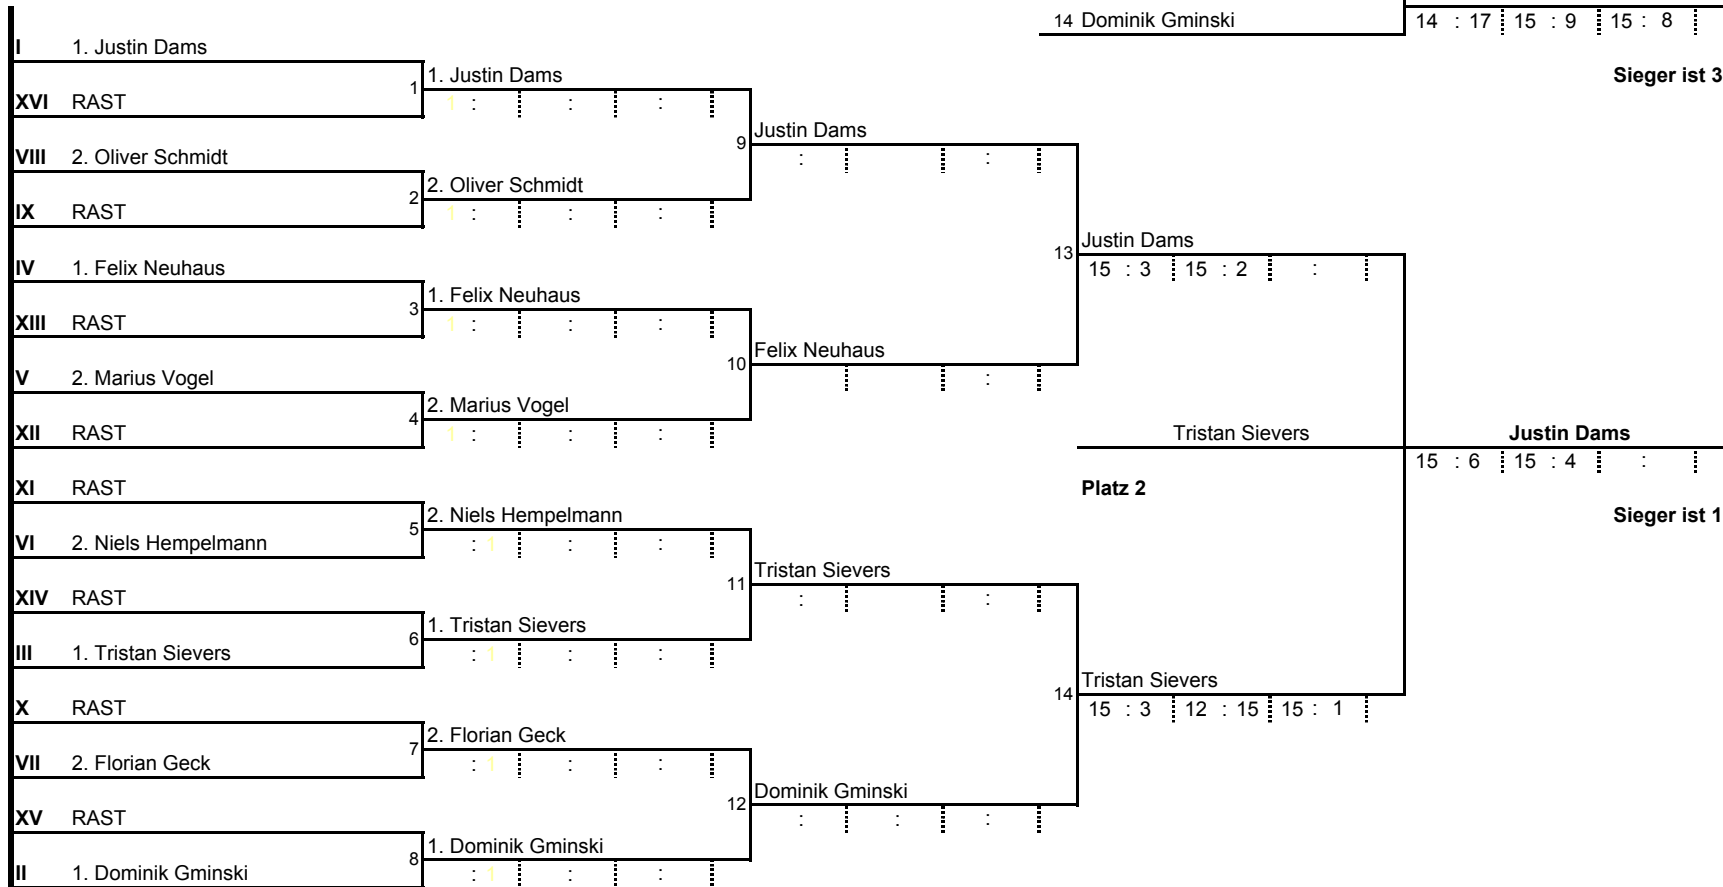 14 Dominik Gminski
14 : 17 15 : 9 15 : 8
I 1. Justin Dams
Sieger ist 3
1 1. Justin Dams
1 : : :
XVI RAST
9 Justin Dams
: :
VIII 2. Oliver Schmidt
2 2. Oliver Schmidt
1 : : :
IX RAST
13 Justin Dams
15 : 3 15 : 2 :
IV 1. Felix Neuhaus
3 1. Felix Neuhaus
1 : : :
XIII RAST
10 Felix Neuhaus
:
V 2. Marius Vogel
4 2. Marius Vogel
1 : : :
XII RAST
Tristan Sievers Justin Dams
15 : 6 15 : 4 :
XI RAST
Platz 2
Sieger ist 1
5 2. Niels Hempelmann
: 1 : :
VI 2. Niels Hempelmann
11 Tristan Sievers
: :
XIV RAST
6 1. Tristan Sievers
: 1 : :
III 1. Tristan Sievers
14 Tristan Sievers
15 : 3 12 : 15 15 : 1
X RAST
7 2. Florian Geck
: 1 : :
VII 2. Florian Geck
12 Dominik Gminski
: : :
XV RAST
8 1. Dominik Gminski
: 1 : :
II 1. Dominik Gminski